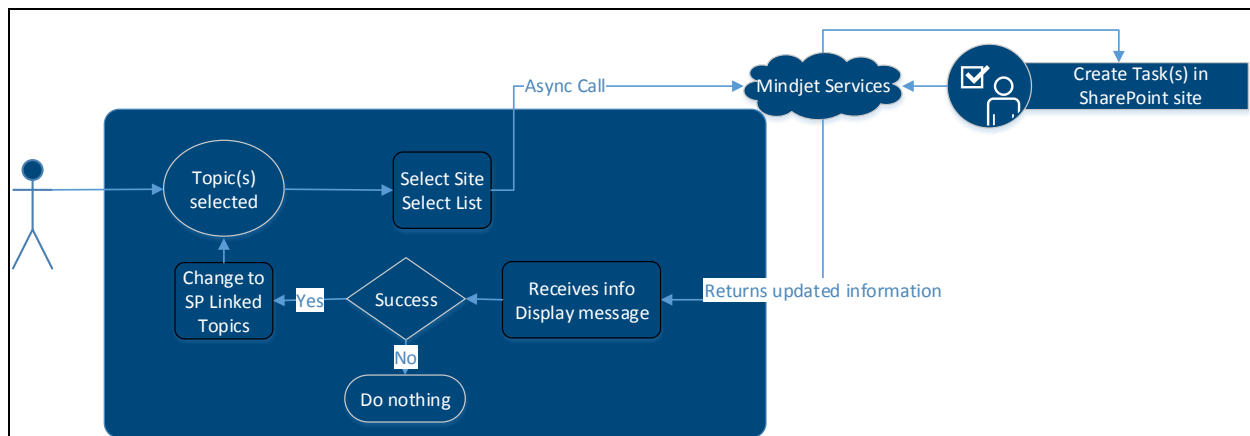 Async Call
Mindjet Services
Create Task(s) in
SharePoint site
Topic(s)
selected
Select Site
Select List
Change to
SP Linked
Topics
Yes
Success
Receives info
Display message
Returns updated information
No
Do nothing